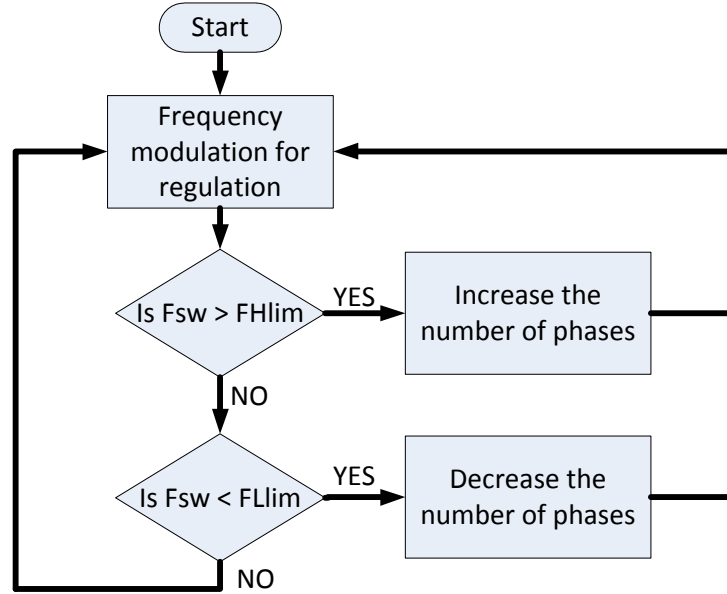 Start
Frequency
modulation for
regulation
Is Fsw > FHlim
YES
Increase the
number of phases
NO
Is Fsw < FLlim
YES
Decrease the
number of phases
NO